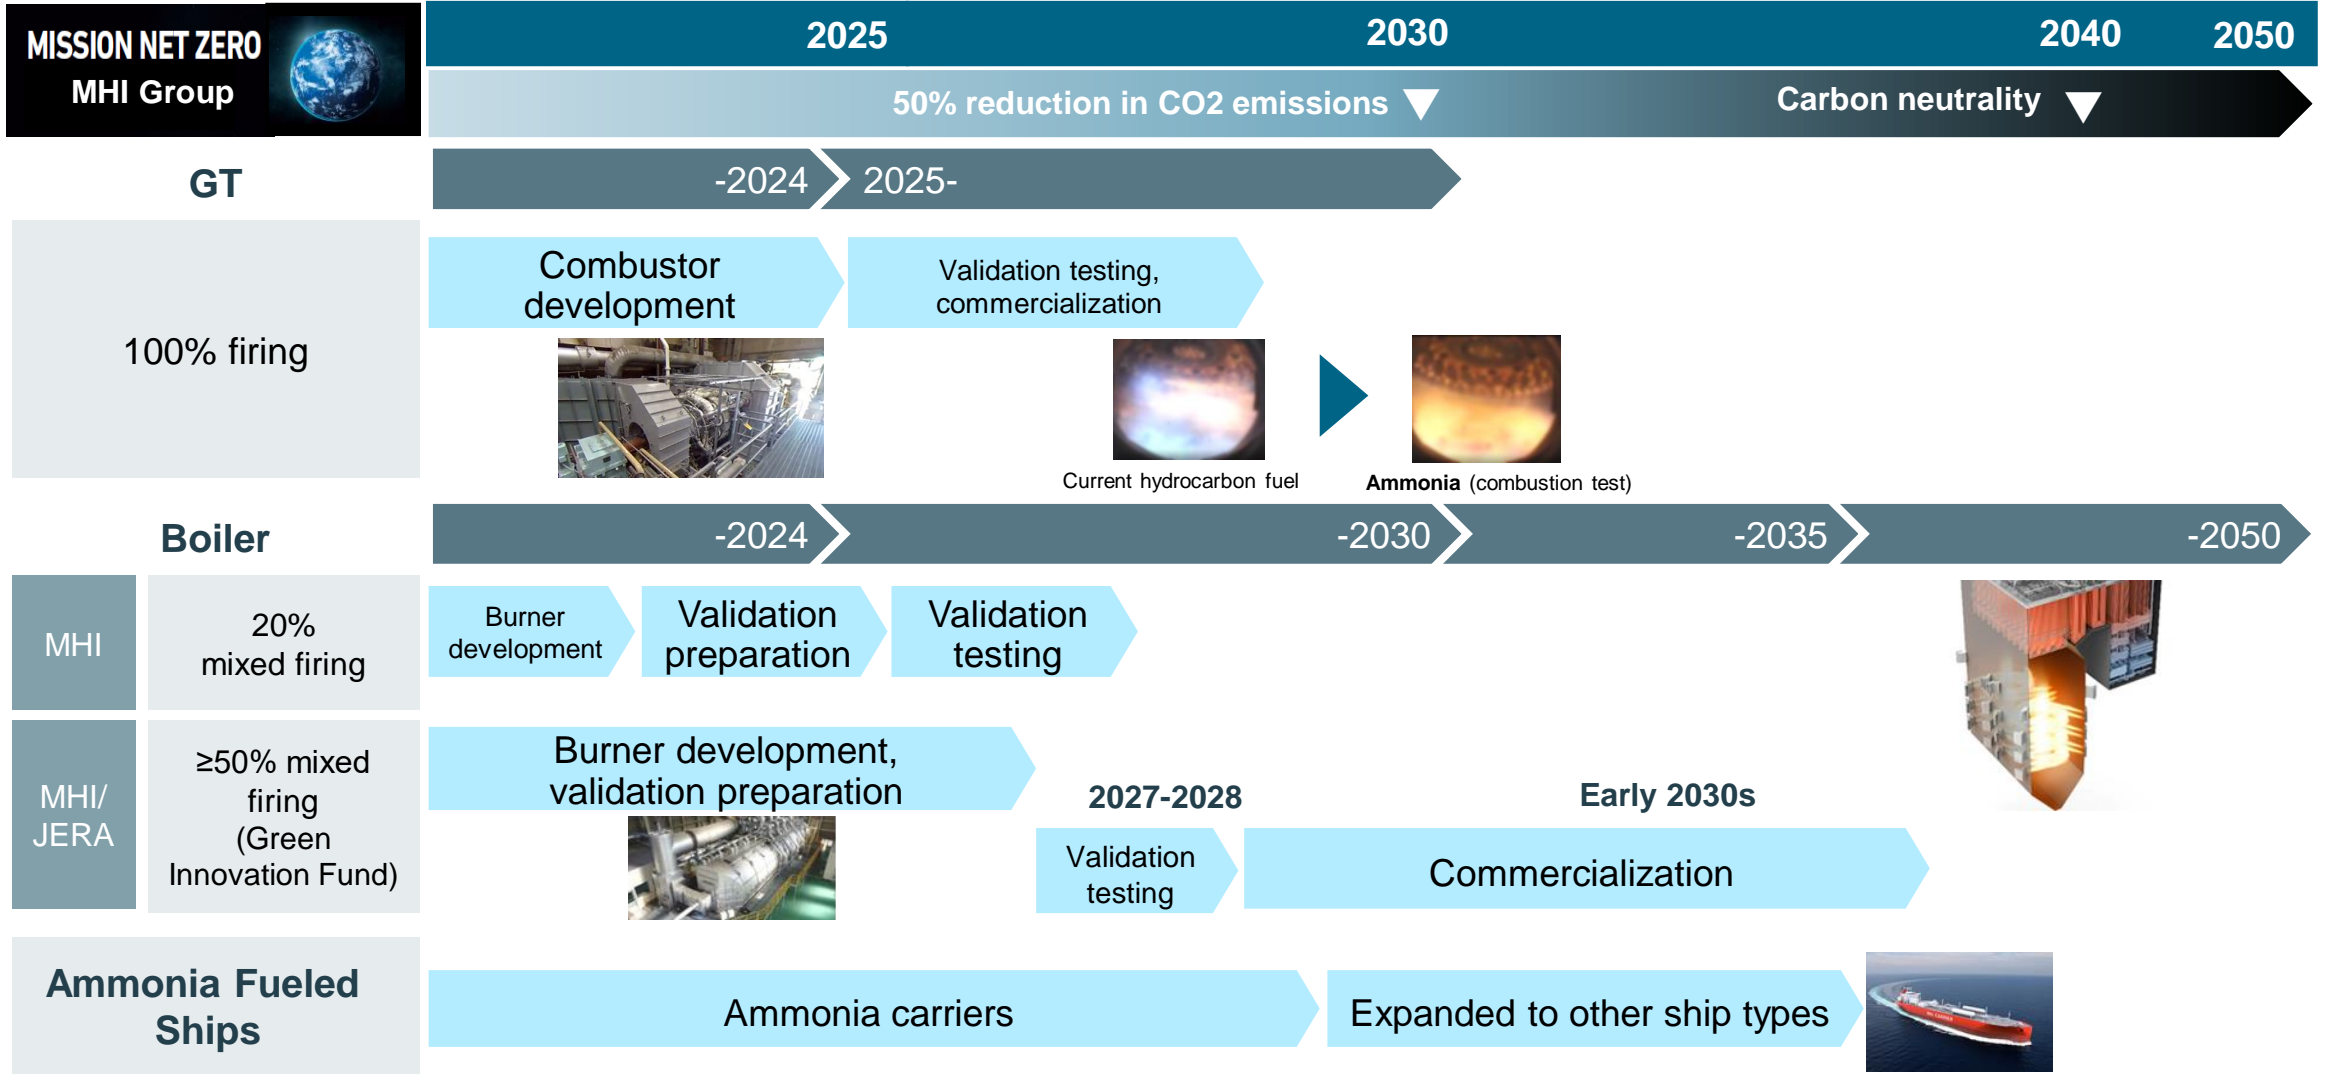 MISSION NET ZERO
MHI Group
2025
2030
2040
2050
50% reduction in CO2 emissions
Carbon neutrality
GT
-2024
2025-
100% firing
Combustor
development
Validation testing,
commercialization
Current hydrocarbon fuel
Ammonia (combustion test)
Boiler
-2024
-2030
-2035
-2050
MHI
20%
mixed firing
Burner
development
Validation
preparation
Validation
testing
MHI/
JERA
≥50% mixed
firing
(Green
Innovation Fund)
Burner development,
validation preparation
2027-2028
Validation
testing
Early 2030s
Commercialization
Ammonia Fueled
Ships
Ammonia carriers
Expanded to other ship types